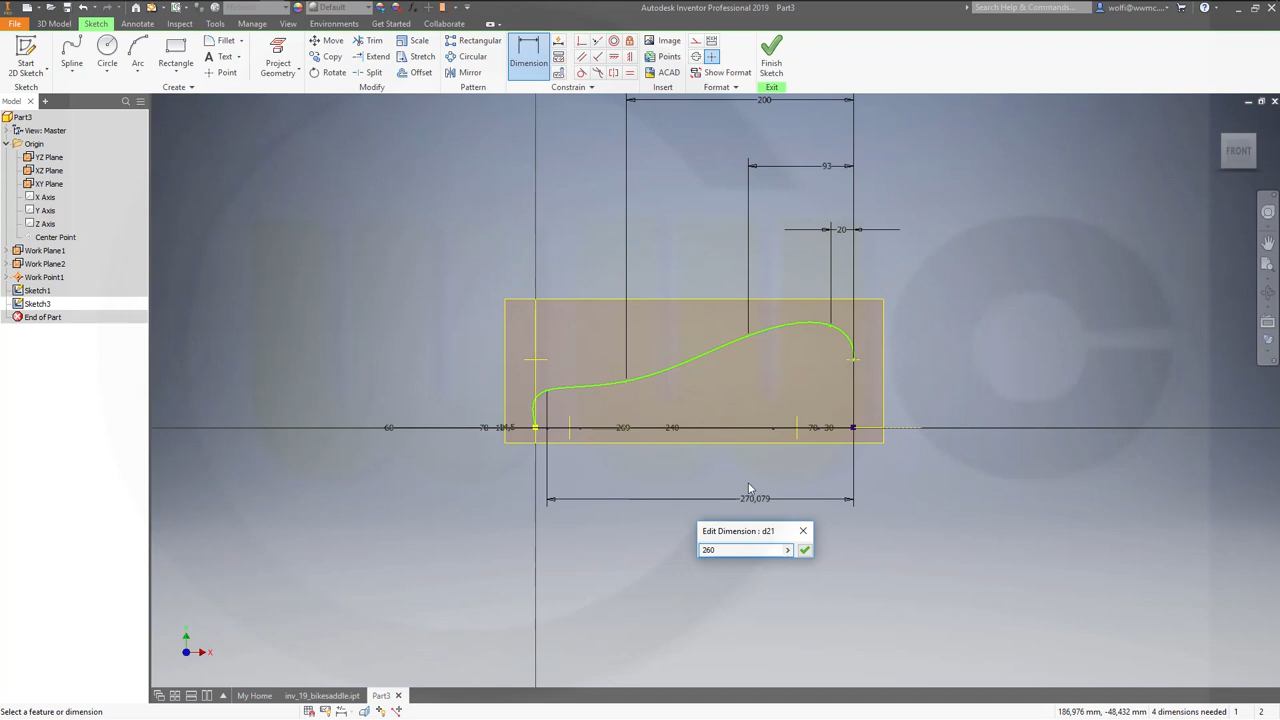 Autodesk Inventor Professional 2019 Part3
Search Help & Commands...
wolfi@wwmc...
File 3D Model Sketch Annotate Inspect Tools Manage View Environments Get Started Collaborate
Default
Start
2D Sketch
Spline
Circle
Arc
Rectangle
Fillet
Text
Point
Project
Geometry
Move
Copy
Rotate
Trim
Extend
Split
Scale
Stretch
Offset
Rectangular
Circular
Mirror
Dimension
Image
Points
ACAD
Show Format
Finish
Sketch
Sketch Create Modify Pattern Constrain Insert Format Exit
Model
Part3
View: Master
Origin
YZ Plane
XZ Plane
XY Plane
X Axis
Y Axis
Z Axis
Center Point
Work Plane1
Work Plane2
Work Point1
Sketch1
Sketch3
End of Part
200
93
20
FRONT
60
70
240
70
30
270,079
Edit Dimension : d21
260
X
My Home inv_19_bikesaddle.ipt Part3
Select a feature or dimension
186,976 mm, -48,432 mm 4 dimensions needed 1 2